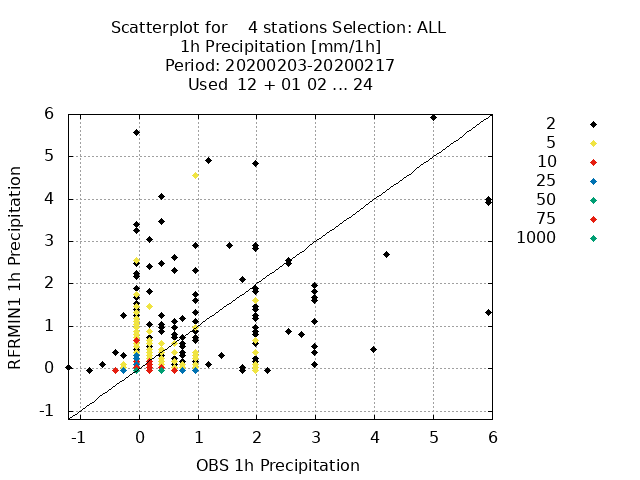 Scatterplot for    4 stations Selection: ALL
1h Precipitation [mm/1h]
Period: 20200203-20200217
Used  12 + 01 02 ... 24
RFRMIN1 1h Precipitation
6
5
4
3
2
1
0
-1
-1 0 1 2 3 4 5 6
OBS 1h Precipitation
2
5
10
25
50
75
1000